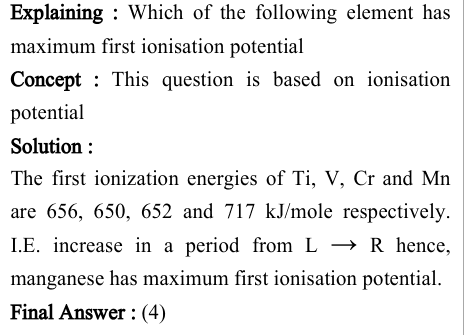 Explaining : Which of the following element has
maximum first ionisation potential
Concept : This question is based on ionisation
potential
Solution :
The first ionization energies of Ti, V, Cr and Mn
are 656, 650, 652 and 717 kJ/mole respectively.
I.E. increase in a period from L → R hence,
manganese has maximum first ionisation potential.
Final Answer : (4)